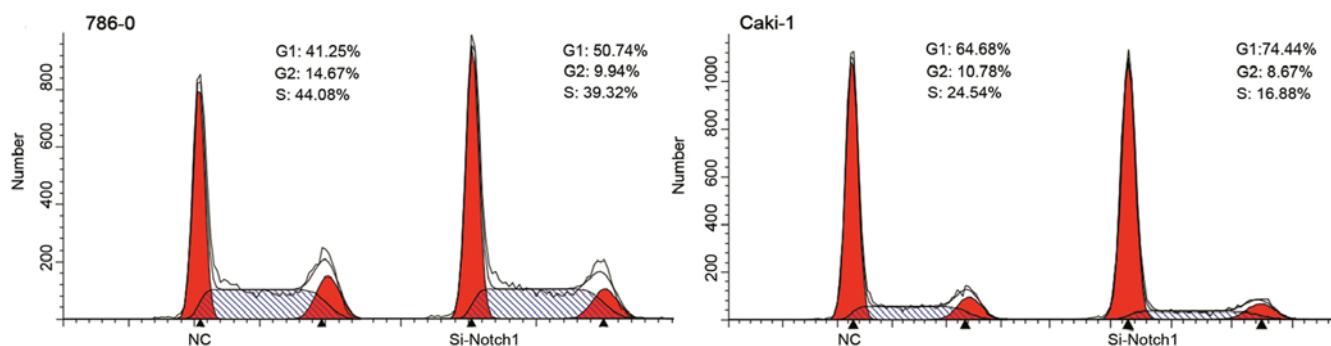 786-0
G1: 41.25%
G2: 14.67%
S: 44.08%
G1: 50.74%
G2: 9.94%
S: 39.32%
Number
800
600
400
200
NC
Si-Notch1
Caki-1
G1: 64.68%
G2: 10.78%
S: 24.54%
G1:74.44%
G2: 8.67%
S: 16.88%
Number
1000
800
600
400
200
0
NC
Si-Notch1